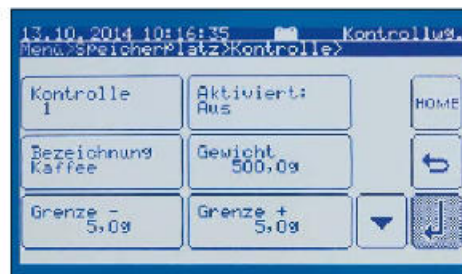 13.10.2014 10:16:35 Kontrollwg.
Menü>Speicherplatz>Kontrolle>
Kontrolle
1
Aktiviert:
Aus
HOME
Bezeichnung
Kaffee
Gewicht
500,0g
Grenze -
5,0g
Grenze +
5,0g